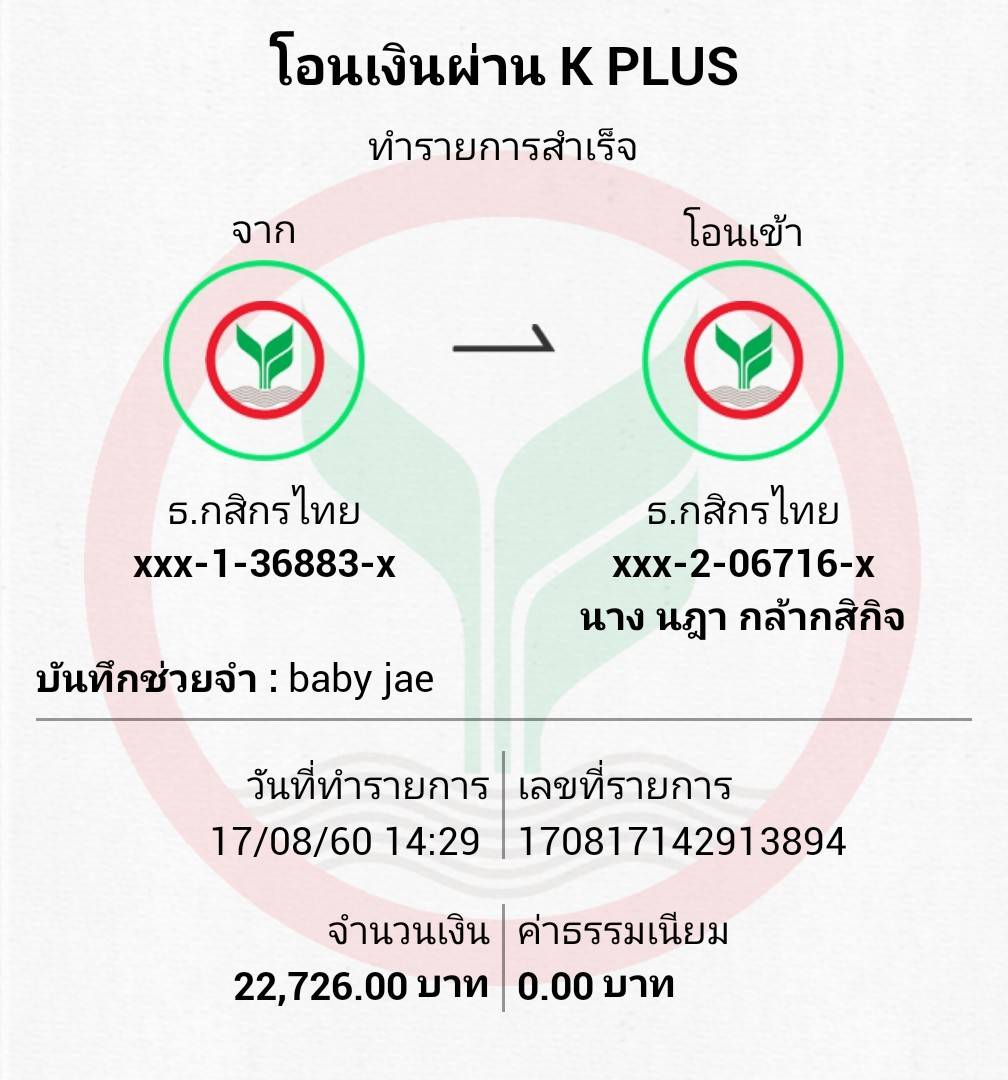 โอนเงินผ่าน K PLUS
ทำรายการสำเร็จ
จาก
โอนเข้า
ธ.กสิกรไทย
xxx-1-36883-x
ธ.กสิกรไทย
xxx-2-06716-x
นาง นฎา กล้ากสิกิจ
บันทึกช่วยจำ : baby jae
วันที่ทำรายการ
17/08/60 14:29
เลขที่รายการ
170817142913894
จำนวนเงิน
22,726.00 บาท
ค่าธรรมเนียม
0.00 บาท